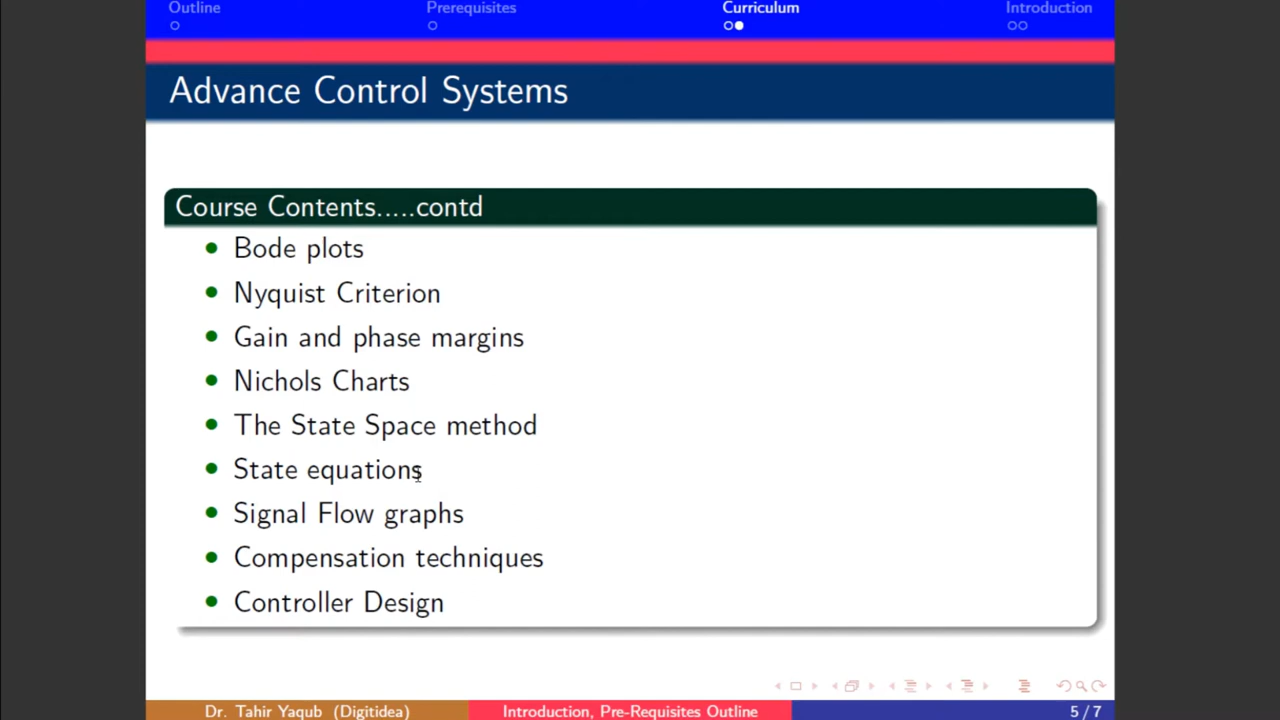 Outline Prerequisites Curriculum Introduction
Advance Control Systems
Course Contents.....contd
Bode plots
Nyquist Criterion
Gain and phase margins
Nichols Charts
The State Space method
State equations
Signal Flow graphs
Compensation techniques
Controller Design
Dr. Tahir Yaqub (Digitidea) Introduction, Pre-Requisites Outline 5 / 7